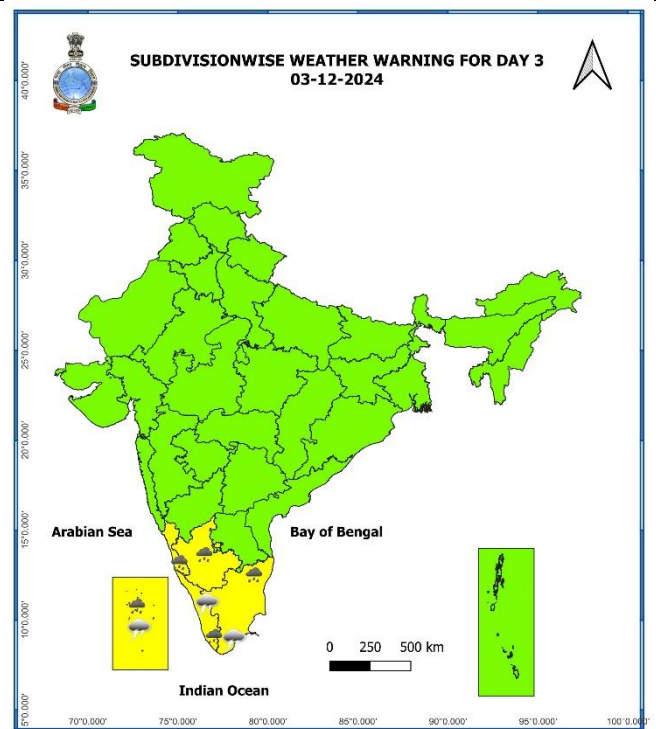 SUBDIVISIONWISE WEATHER WARNING FOR DAY 3
03-12-2024
40°0.000'
35°0.000'
30°0.000'
25°0.000'
20°0.000'
15°0.000'
10°0.000'
5°0.000'
Arabian Sea
Bay of Bengal
0 250 500 km
Indian Ocean
70°0.000' 75°0.000' 80°0.000' 85°0.000' 90°0.000' 95°0.000' 100°0.000'